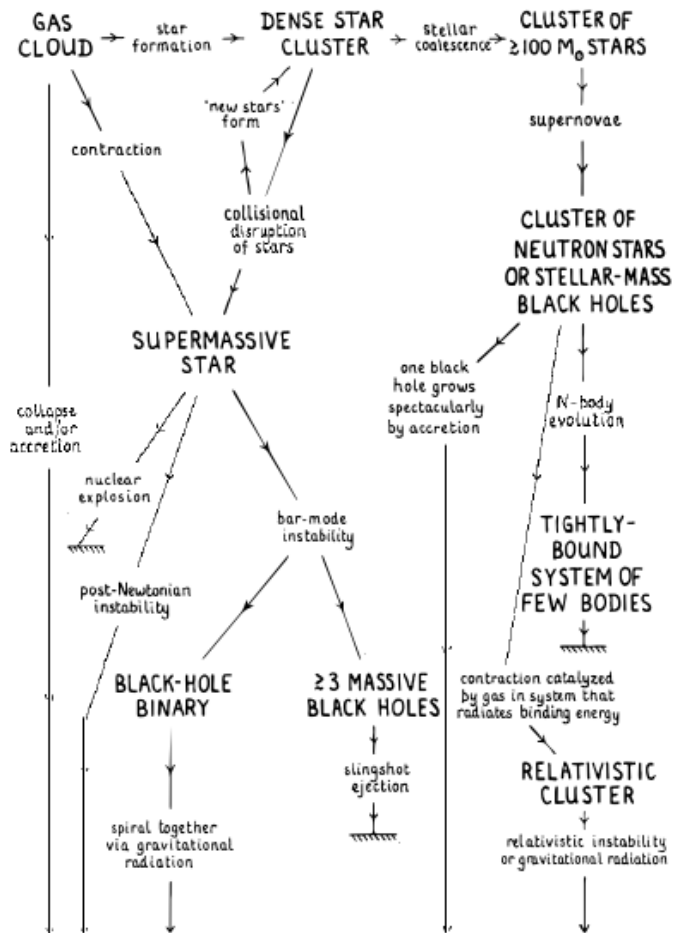 GAS
CLOUD
star
formation
DENSE STAR
CLUSTER
stellar
coalescence
CLUSTER OF
≥100 M⊙ STARS
'new stars'
form
contraction
supernovae
collisional
disruption
of stars
CLUSTER OF
NEUTRON STARS
OR STELLAR-MASS
BLACK HOLES
SUPERMASSIVE
STAR
one black
hole grows
spectacularly
by accretion
N-body
evolution
collapse
and/or
accretion
nuclear
explosion
bar-mode
instability
TIGHTLY-
BOUND
SYSTEM OF
FEW BODIES
post-Newtonian
instability
BLACK-HOLE
BINARY
≥3 MASSIVE
BLACK HOLES
contraction catalyzed
by gas in system that
radiates binding energy
slingshot
ejection
RELATIVISTIC
CLUSTER
spiral together
via gravitational
radiation
relativistic instability
or gravitational radiation